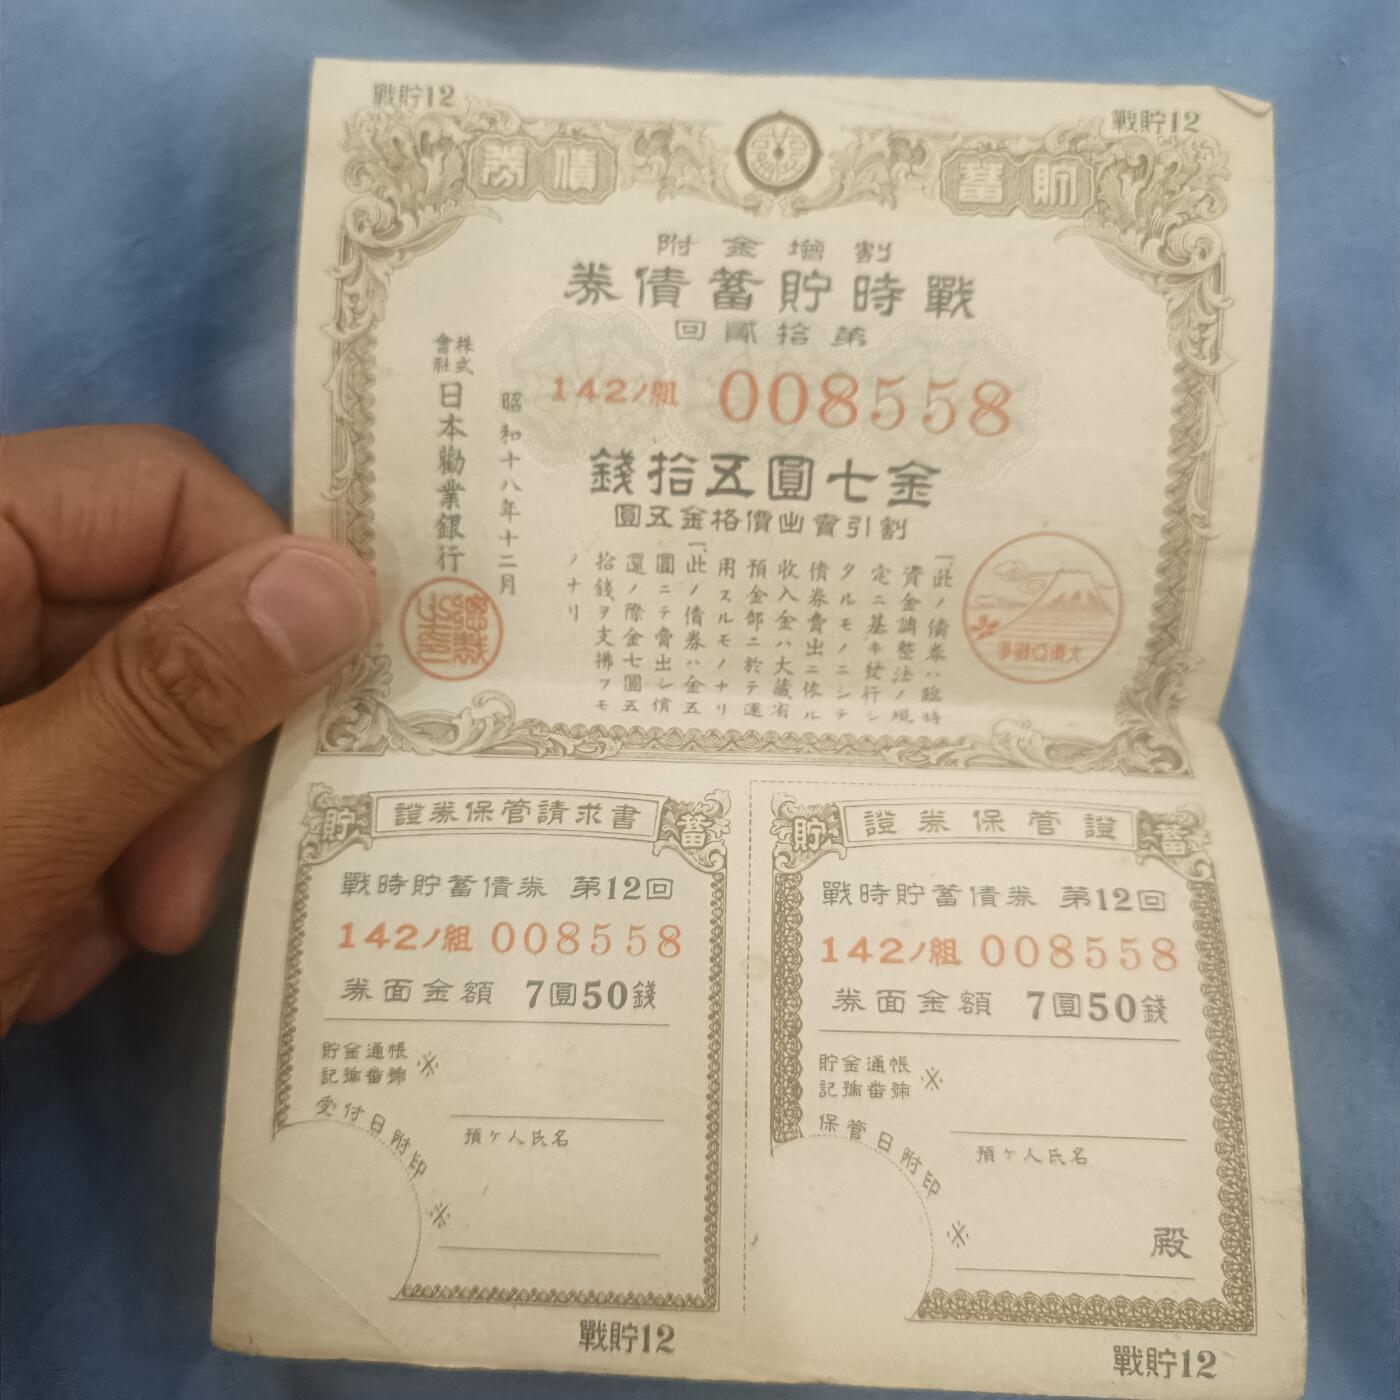 戰貯12
戰貯12
貯蓄債券
割增金附
戰時貯蓄債券
第拾貳回
142ノ組 008558
金七圓五拾錢
割引賣出價格金五圓
一、此ノ債券ハ臨時
資金調整法ノ規
定ニ基キ發行シ
タルモノニシテ
債券賣出ニ依ル
收入金ハ大藏省
預金部ニ於テ運
用スルモノナリ
一、此ノ債券ハ金五
圓ニテ賣出シ償
還ノ際金七圓五
拾錢ヲ支拂フモ
ノナリ
昭和十八年十二月
株式會社日本勸業銀行
大東亞戰爭
證券保管請求書
貯
蓄
戰時貯蓄債券 第12回
142ノ組 008558
券面金額 7圓50錢
貯金通帳
記號番號
※
預ケ人氏名
受付日附印
※
戰貯12
證券保管證
貯
蓄
戰時貯蓄債券 第12回
142ノ組 008558
券面金額 7圓50錢
貯金通帳
記號番號
※
預ケ人氏名
保管日附印
※
殿
戰貯12